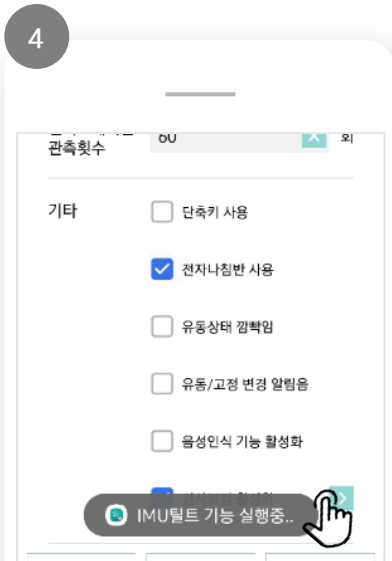 4
60
회
관측횟수
기타
단축키 사용
전자나침반 사용
유동상태 깜빡임
유동/고정 변경 알림음
음성인식 기능 활성화
IMU틸트 기능 실행중..